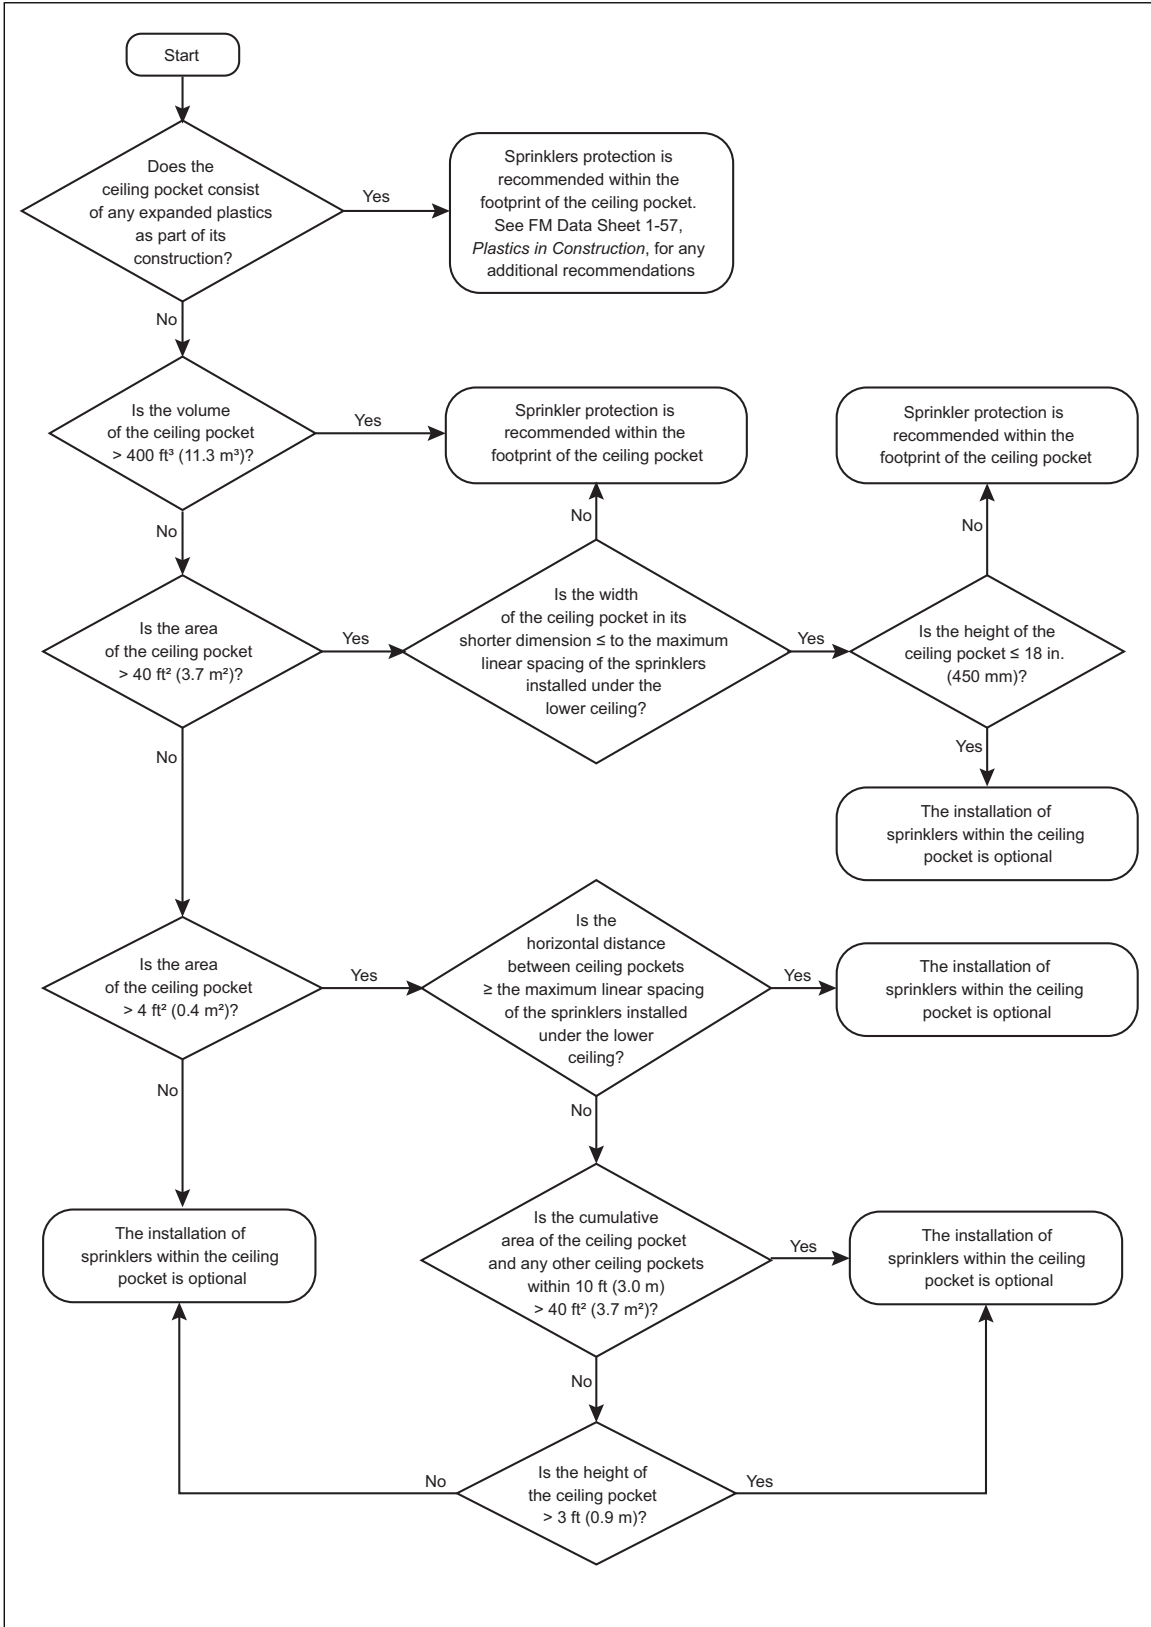 Start
Does the
ceiling pocket consist
of any expanded plastics
as part of its
construction?
Yes
Sprinklers protection is
recommended within the
footprint of the ceiling pocket.
See FM Data Sheet 1-57,
Plastics in Construction, for any
additional recommendations
No
Is the volume
of the ceiling pocket
> 400 ft³ (11.3 m³)?
Yes
Sprinkler protection is
recommended within the
footprint of the ceiling pocket
Sprinkler protection is
recommended within the
footprint of the ceiling pocket
No
No
No
Is the area
of the ceiling pocket
> 40 ft² (3.7 m²)?
Yes
Is the width
of the ceiling pocket in its
shorter dimension ≤ to the maximum
linear spacing of the sprinklers
installed under the
lower ceiling?
Yes
Is the height of the
ceiling pocket ≤ 18 in.
(450 mm)?
No
Yes
The installation of
sprinklers within the ceiling
pocket is optional
Is the area
of the ceiling pocket
> 4 ft² (0.4 m²)?
Yes
Is the
horizontal distance
between ceiling pockets
≥ the maximum linear spacing
of the sprinklers installed
under the lower
ceiling?
Yes
The installation of
sprinklers within the ceiling
pocket is optional
No
No
The installation of
sprinklers within the ceiling
pocket is optional
Is the cumulative
area of the ceiling pocket
and any other ceiling pockets
within 10 ft (3.0 m)
> 40 ft² (3.7 m²)?
Yes
The installation of
sprinklers within the ceiling
pocket is optional
No
No
Is the height of
the ceiling pocket
> 3 ft (0.9 m)?
Yes